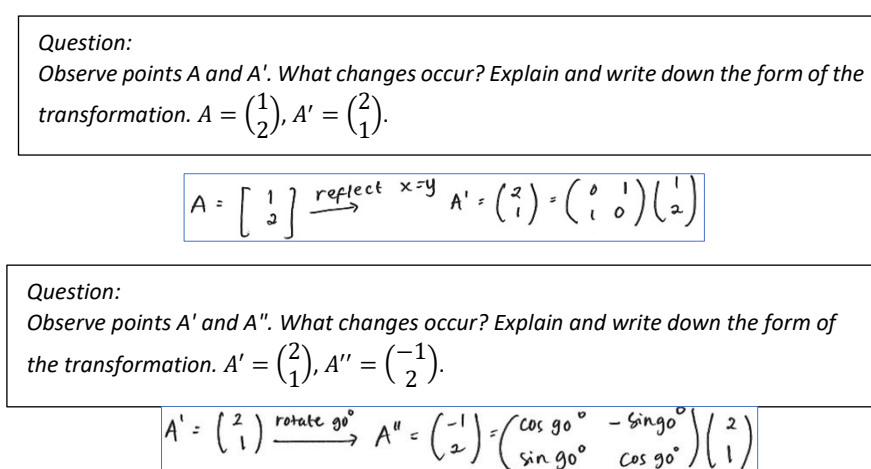 Question:
Observe points A and A'. What changes occur? Explain and write down the form of the
transformation. A = (1 2), A′ = (2 1).
A = [1 2] reflect x=y → A' = (2 1) = (0 1 1 0)(1 2)
Question:
Observe points A' and A". What changes occur? Explain and write down the form of
the transformation. A′ = (2 1), A′′ = (−1 2).
A' = (2 1) rotate 90° → A" = (-1 2) = (cos 90° - sin 90° sin 90° cos 90°)(2 1)